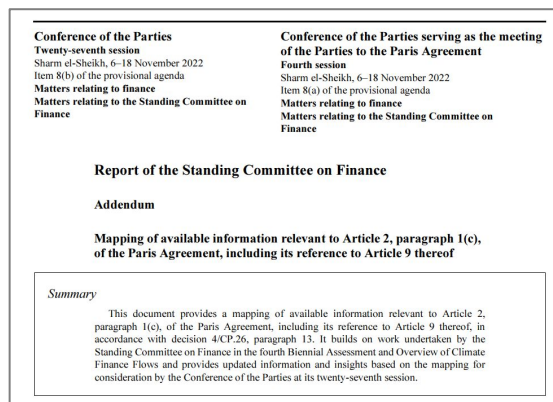 Conference of the Parties
Twenty-seventh session
Sharm el-Sheikh, 6–18 November 2022
Item 8(b) of the provisional agenda
Matters relating to finance
Matters relating to the Standing Committee on
Finance
Conference of the Parties serving as the meeting
of the Parties to the Paris Agreement
Fourth session
Sharm el-Sheikh, 6–18 November 2022
Item 8(a) of the provisional agenda
Matters relating to finance
Matters relating to the Standing Committee on
Finance
Report of the Standing Committee on Finance
Addendum
Mapping of available information relevant to Article 2, paragraph 1(c),
of the Paris Agreement, including its reference to Article 9 thereof
Summary
This document provides a mapping of available information relevant to Article 2,
paragraph 1(c), of the Paris Agreement, including its reference to Article 9 thereof, in
accordance with decision 4/CP.26, paragraph 13. It builds on work undertaken by the
Standing Committee on Finance in the fourth Biennial Assessment and Overview of Climate
Finance Flows and provides updated information and insights based on the mapping for
consideration by the Conference of the Parties at its twenty-seventh session.